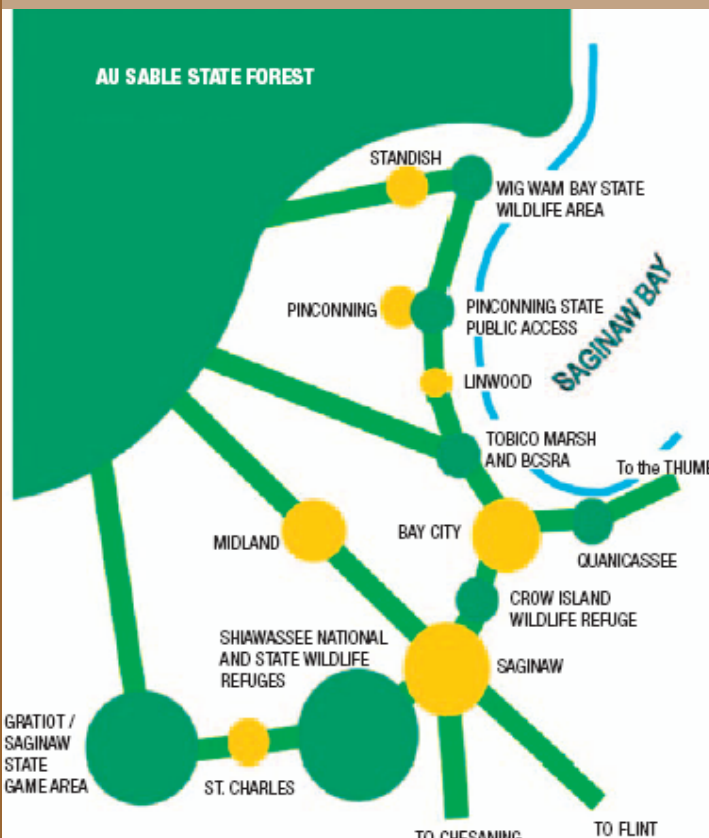 AU SABLE STATE FOREST
STANDISH
WIG WAM BAY STATE
WILDLIFE AREA
PINCONNING
PINCONNING STATE
PUBLIC ACCESS
SAGINAW BAY
LINWOOD
TOBICO MARSH
AND BCSRA
To the THUMB
BAY CITY
MIDLAND
QUANICASSEE
CROW ISLAND
WILDLIFE REFUGE
SHIAWASSEE NATIONAL
AND STATE WILDLIFE
REFUGES
SAGINAW
GRATIOT /
SAGINAW
STATE
GAME AREA
ST. CHARLES
TO CHESANING
TO FLINT